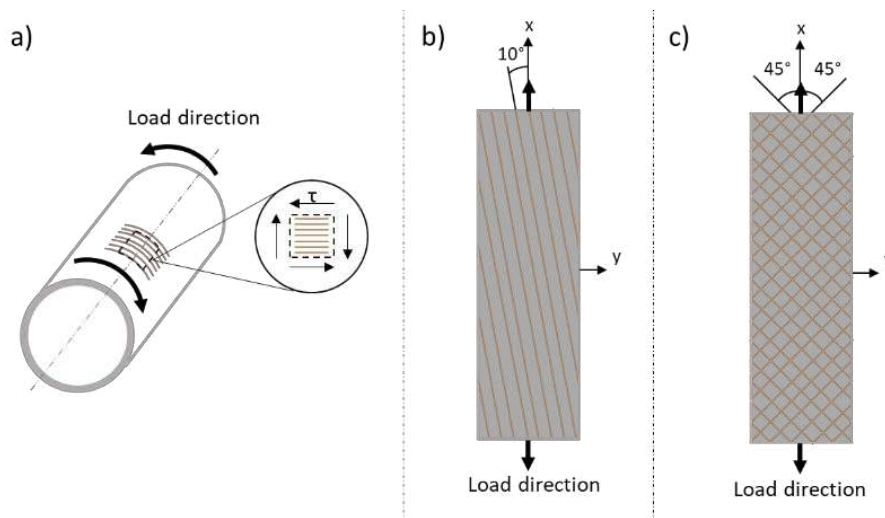 a)
Load direction
τ
b)
x
10°
y
Load direction
c)
x
45° 45°
Load direction